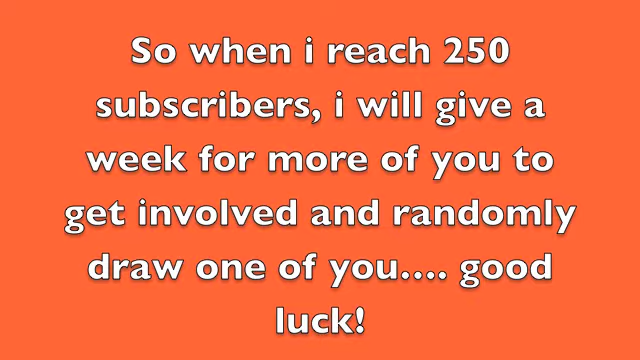 So when i reach 250
subscribers, i will give a
week for more of you to
get involved and randomly
draw one of you…. good
luck!